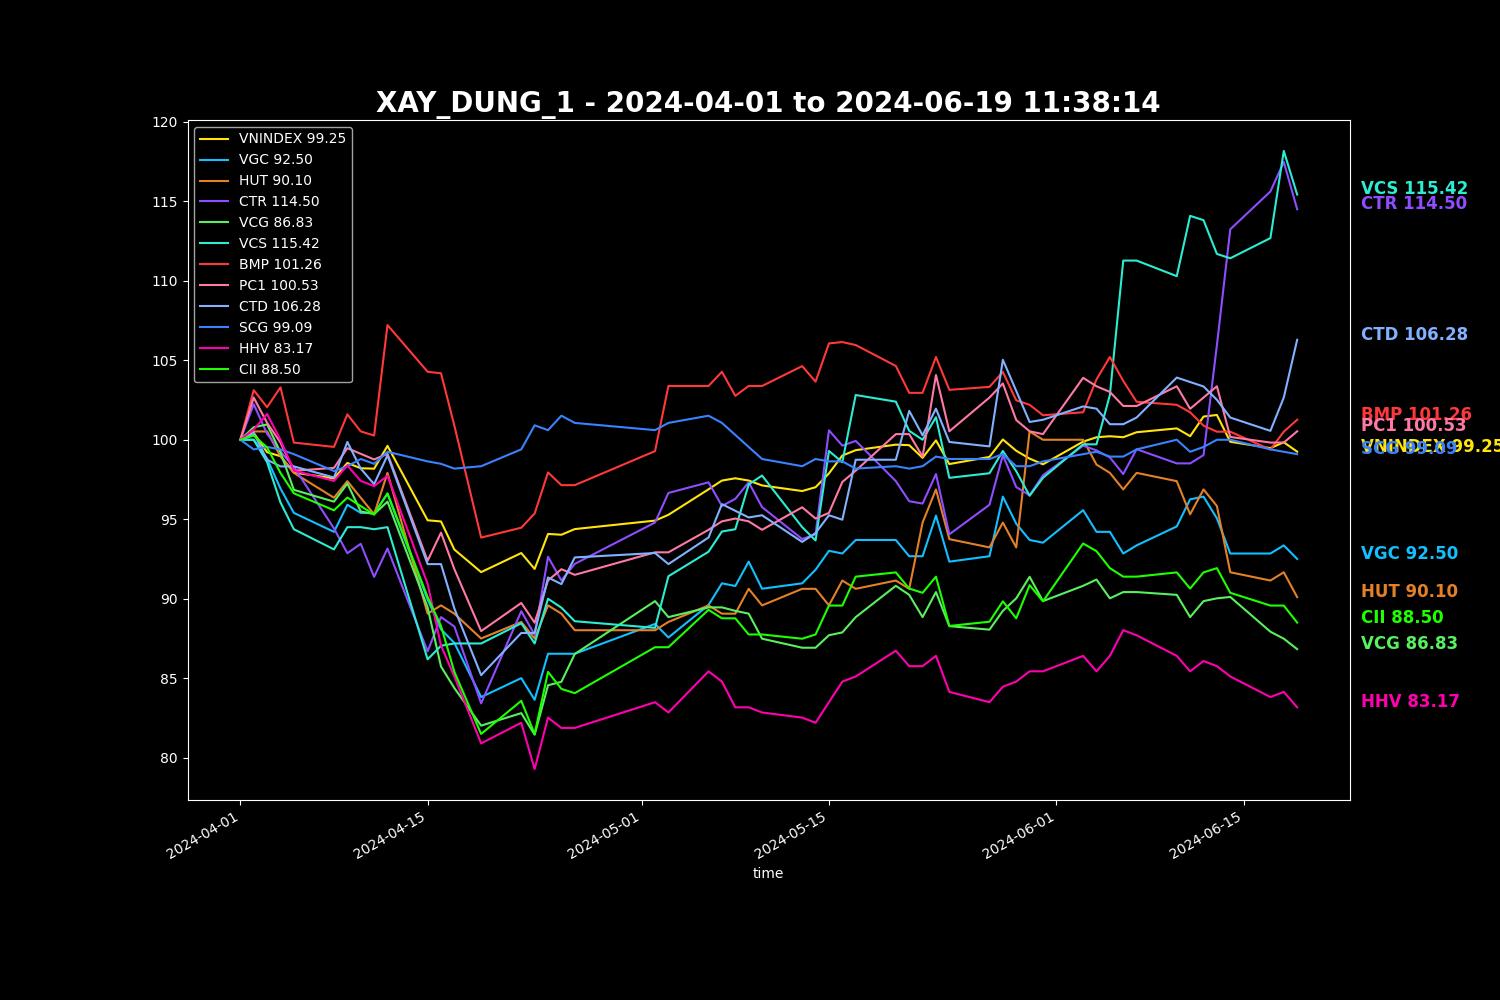 XAY_DUNG_1 - 2024-04-01 to 2024-06-19 11:38:14
120
115
110
105
100
95
90
85
80
VNINDEX 99.25
VGC 92.50
HUT 90.10
CTR 114.50
VCG 86.83
VCS 115.42
BMP 101.26
PC1 100.53
CTD 106.28
SCG 99.09
HHV 83.17
CII 88.50
VCS 115.42
CTR 114.50
CTD 106.28
BMP 101.26
PC1 100.53
VNINDEX 99.25
SCG 99.09
VGC 92.50
HUT 90.10
CII 88.50
VCG 86.83
HHV 83.17
2024-04-01
2024-04-15
2024-05-01
2024-05-15
2024-06-01
2024-06-15
time